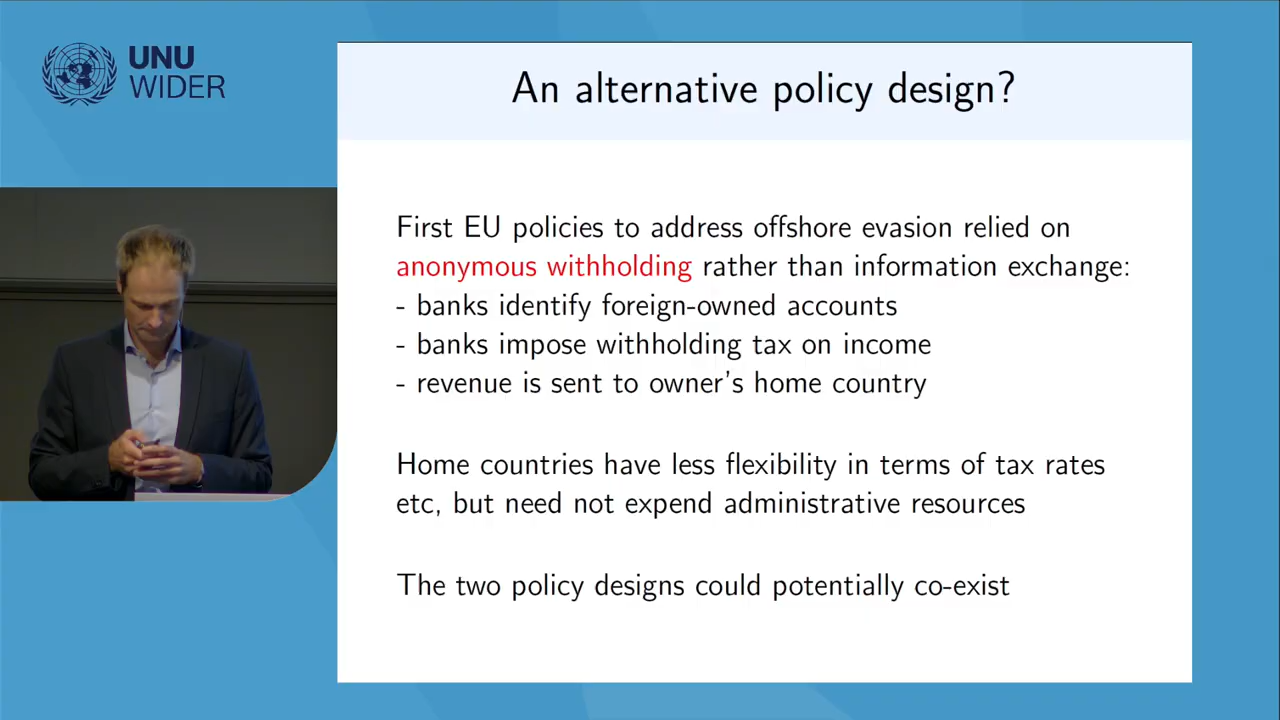 UNU
WIDER
An alternative policy design?
First EU policies to address offshore evasion relied on
anonymous withholding rather than information exchange:
- banks identify foreign-owned accounts
- banks impose withholding tax on income
- revenue is sent to owner's home country
Home countries have less flexibility in terms of tax rates
etc, but need not expend administrative resources
The two policy designs could potentially co-exist